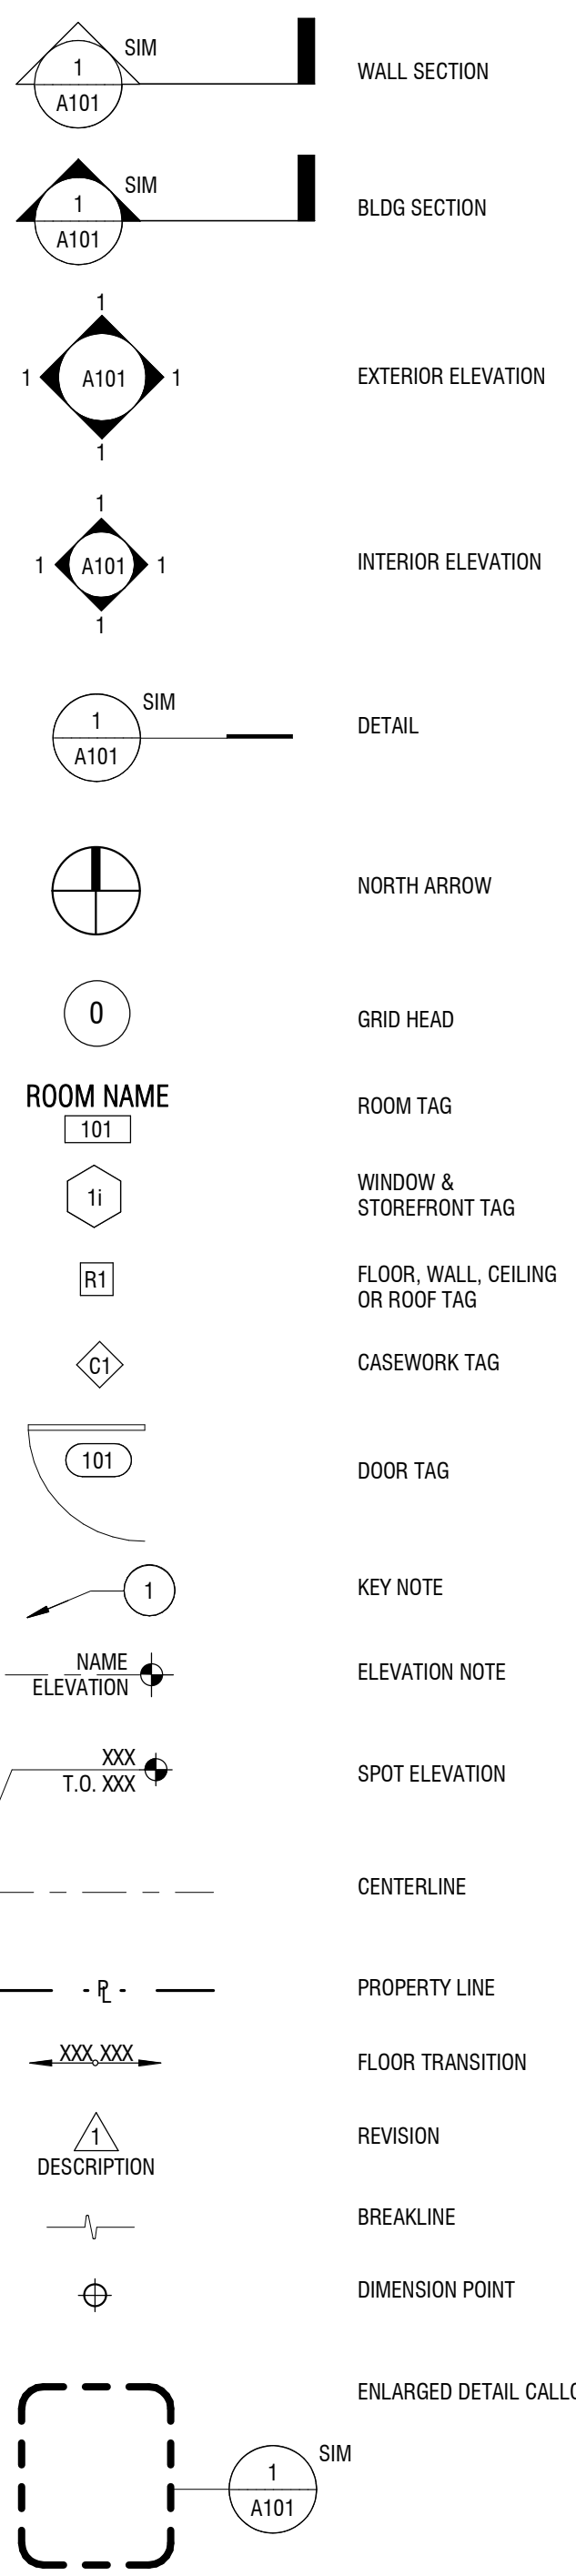 SIM
1
A101
WALL SECTION
SIM
1
A101
BLDG SECTION
1
1 A101 1
1
EXTERIOR ELEVATION
1
1 A101 1
1
INTERIOR ELEVATION
SIM
1
A101
DETAIL
NORTH ARROW
0
GRID HEAD
ROOM NAME
101
ROOM TAG
1i
WINDOW &
STOREFRONT TAG
R1
FLOOR, WALL, CEILING
OR ROOF TAG
C1
CASEWORK TAG
101
DOOR TAG
1
KEY NOTE
NAME
ELEVATION
ELEVATION NOTE
XXX
T.O. XXX
SPOT ELEVATION
CENTERLINE
PL
PROPERTY LINE
XXX XXX
FLOOR TRANSITION
1
DESCRIPTION
REVISION
BREAKLINE
DIMENSION POINT
ENLARGED DETAIL
SIM
1
A101